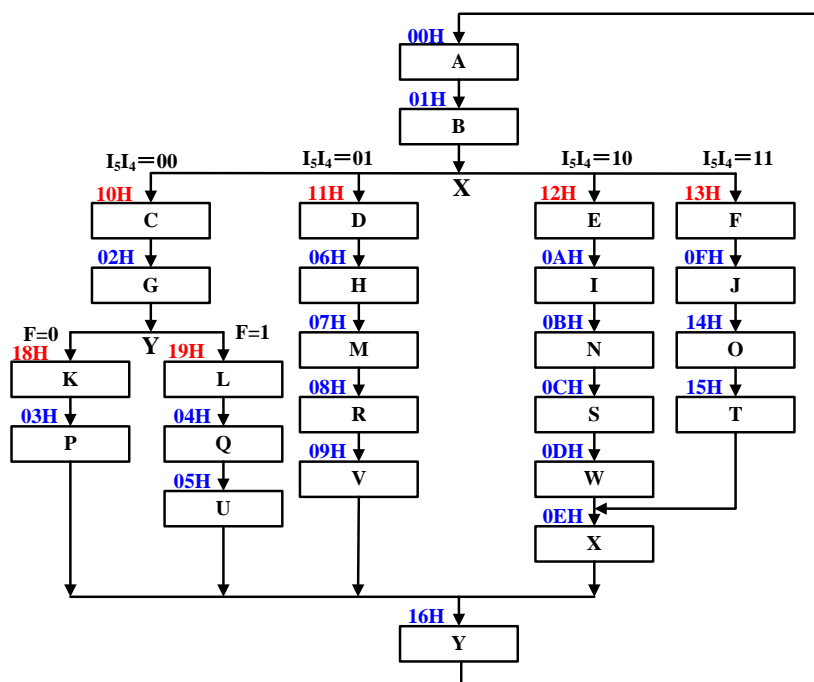 00H
A
01H
B
I₅I₄＝00
I₅I₄＝01
X
I₅I₄＝10
I₅I₄＝11
10H
11H
12H
13H
C
D
E
F
02H
06H
0AH
0FH
G
H
I
J
F=0
Y
F=1
07H
0BH
14H
18H
19H
M
N
O
K
L
08H
0CH
15H
03H
04H
R
S
T
P
Q
09H
0DH
05H
V
W
U
0EH
X
16H
Y